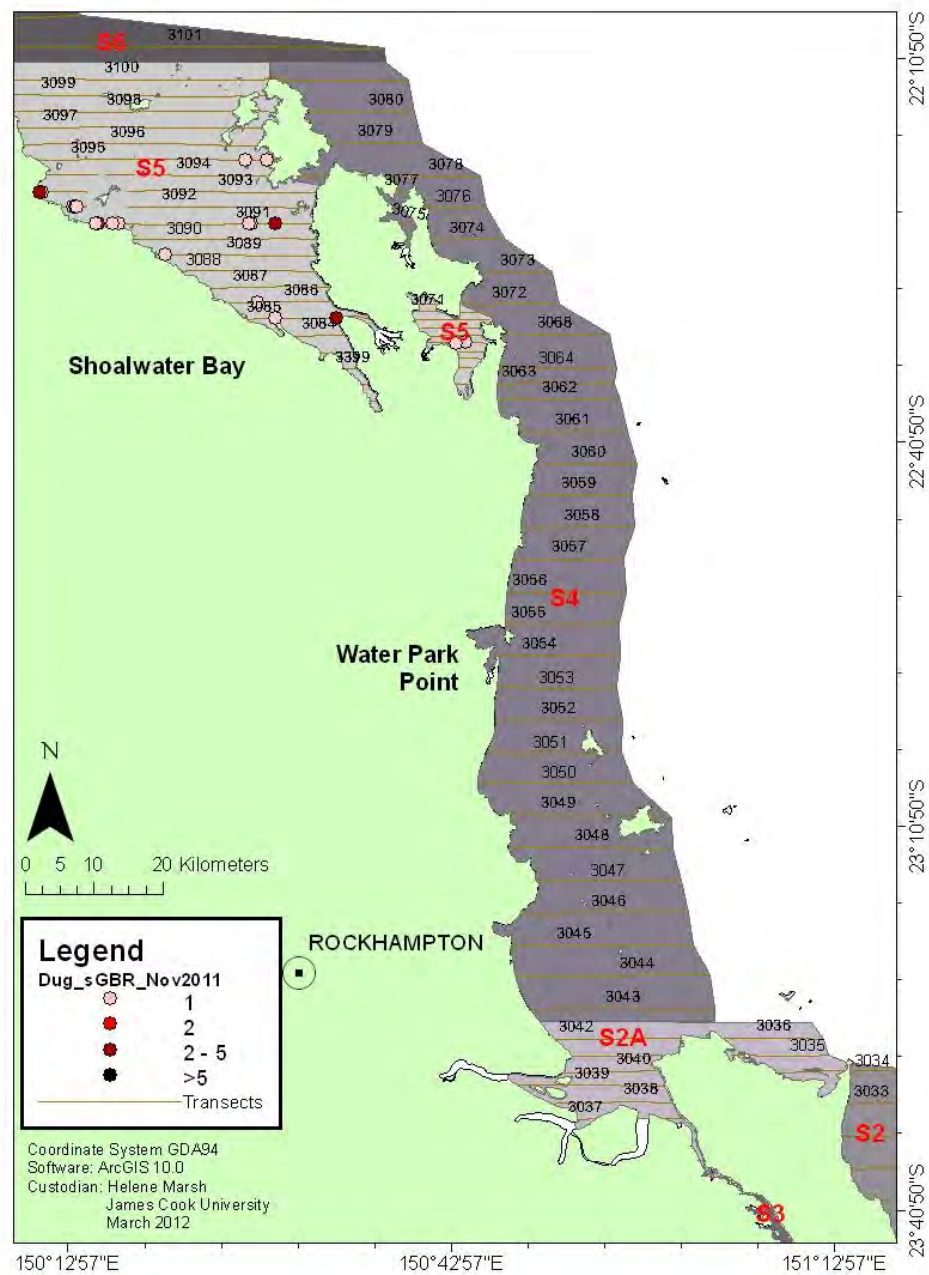 3101
S6
3100
3099
3098
3097
3096
3095
3094
S5
3093
3092
3091
3090
3089
3088
3087
3086
3085
3084
3399
3080
3079
3078
3077
3076
3075
3074
3073
3072
3071
S5
3068
3064
3063
3062
3061
3060
3059
3058
3057
3056
S4
3055
3054
3053
3052
3051
3050
3049
3048
3047
3046
3045
3044
3043
3042
S2A
3036
3035
3040
3039
3038
3037
3034
3033
S2
S3
Shoalwater Bay
Water Park
Point
N
0 5 10 20 Kilometers
ROCKHAMPTON
Legend
Dug_sGBR_Nov2011
1
2
2 - 5
>5
Transects
Coordinate System GDA94
Software: ArcGIS 10.0
Custodian: Helene Marsh
James Cook University
March 2012
22°10'50"S
22°40'50"S
23°10'50"S
23°40'50"S
150°12'57"E
150°42'57"E
151°12'57"E